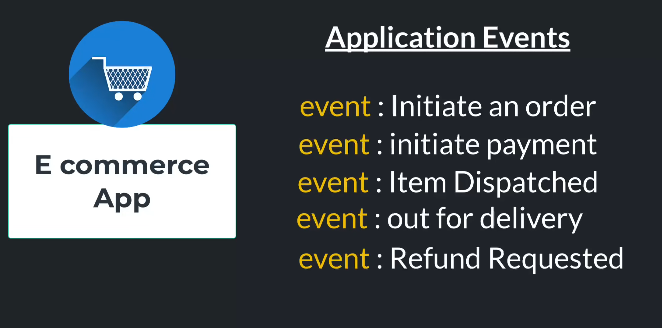 Application Events
E commerce
App
event : Initiate an order
event : initiate payment
event : Item Dispatched
event : out for delivery
event : Refund Requested